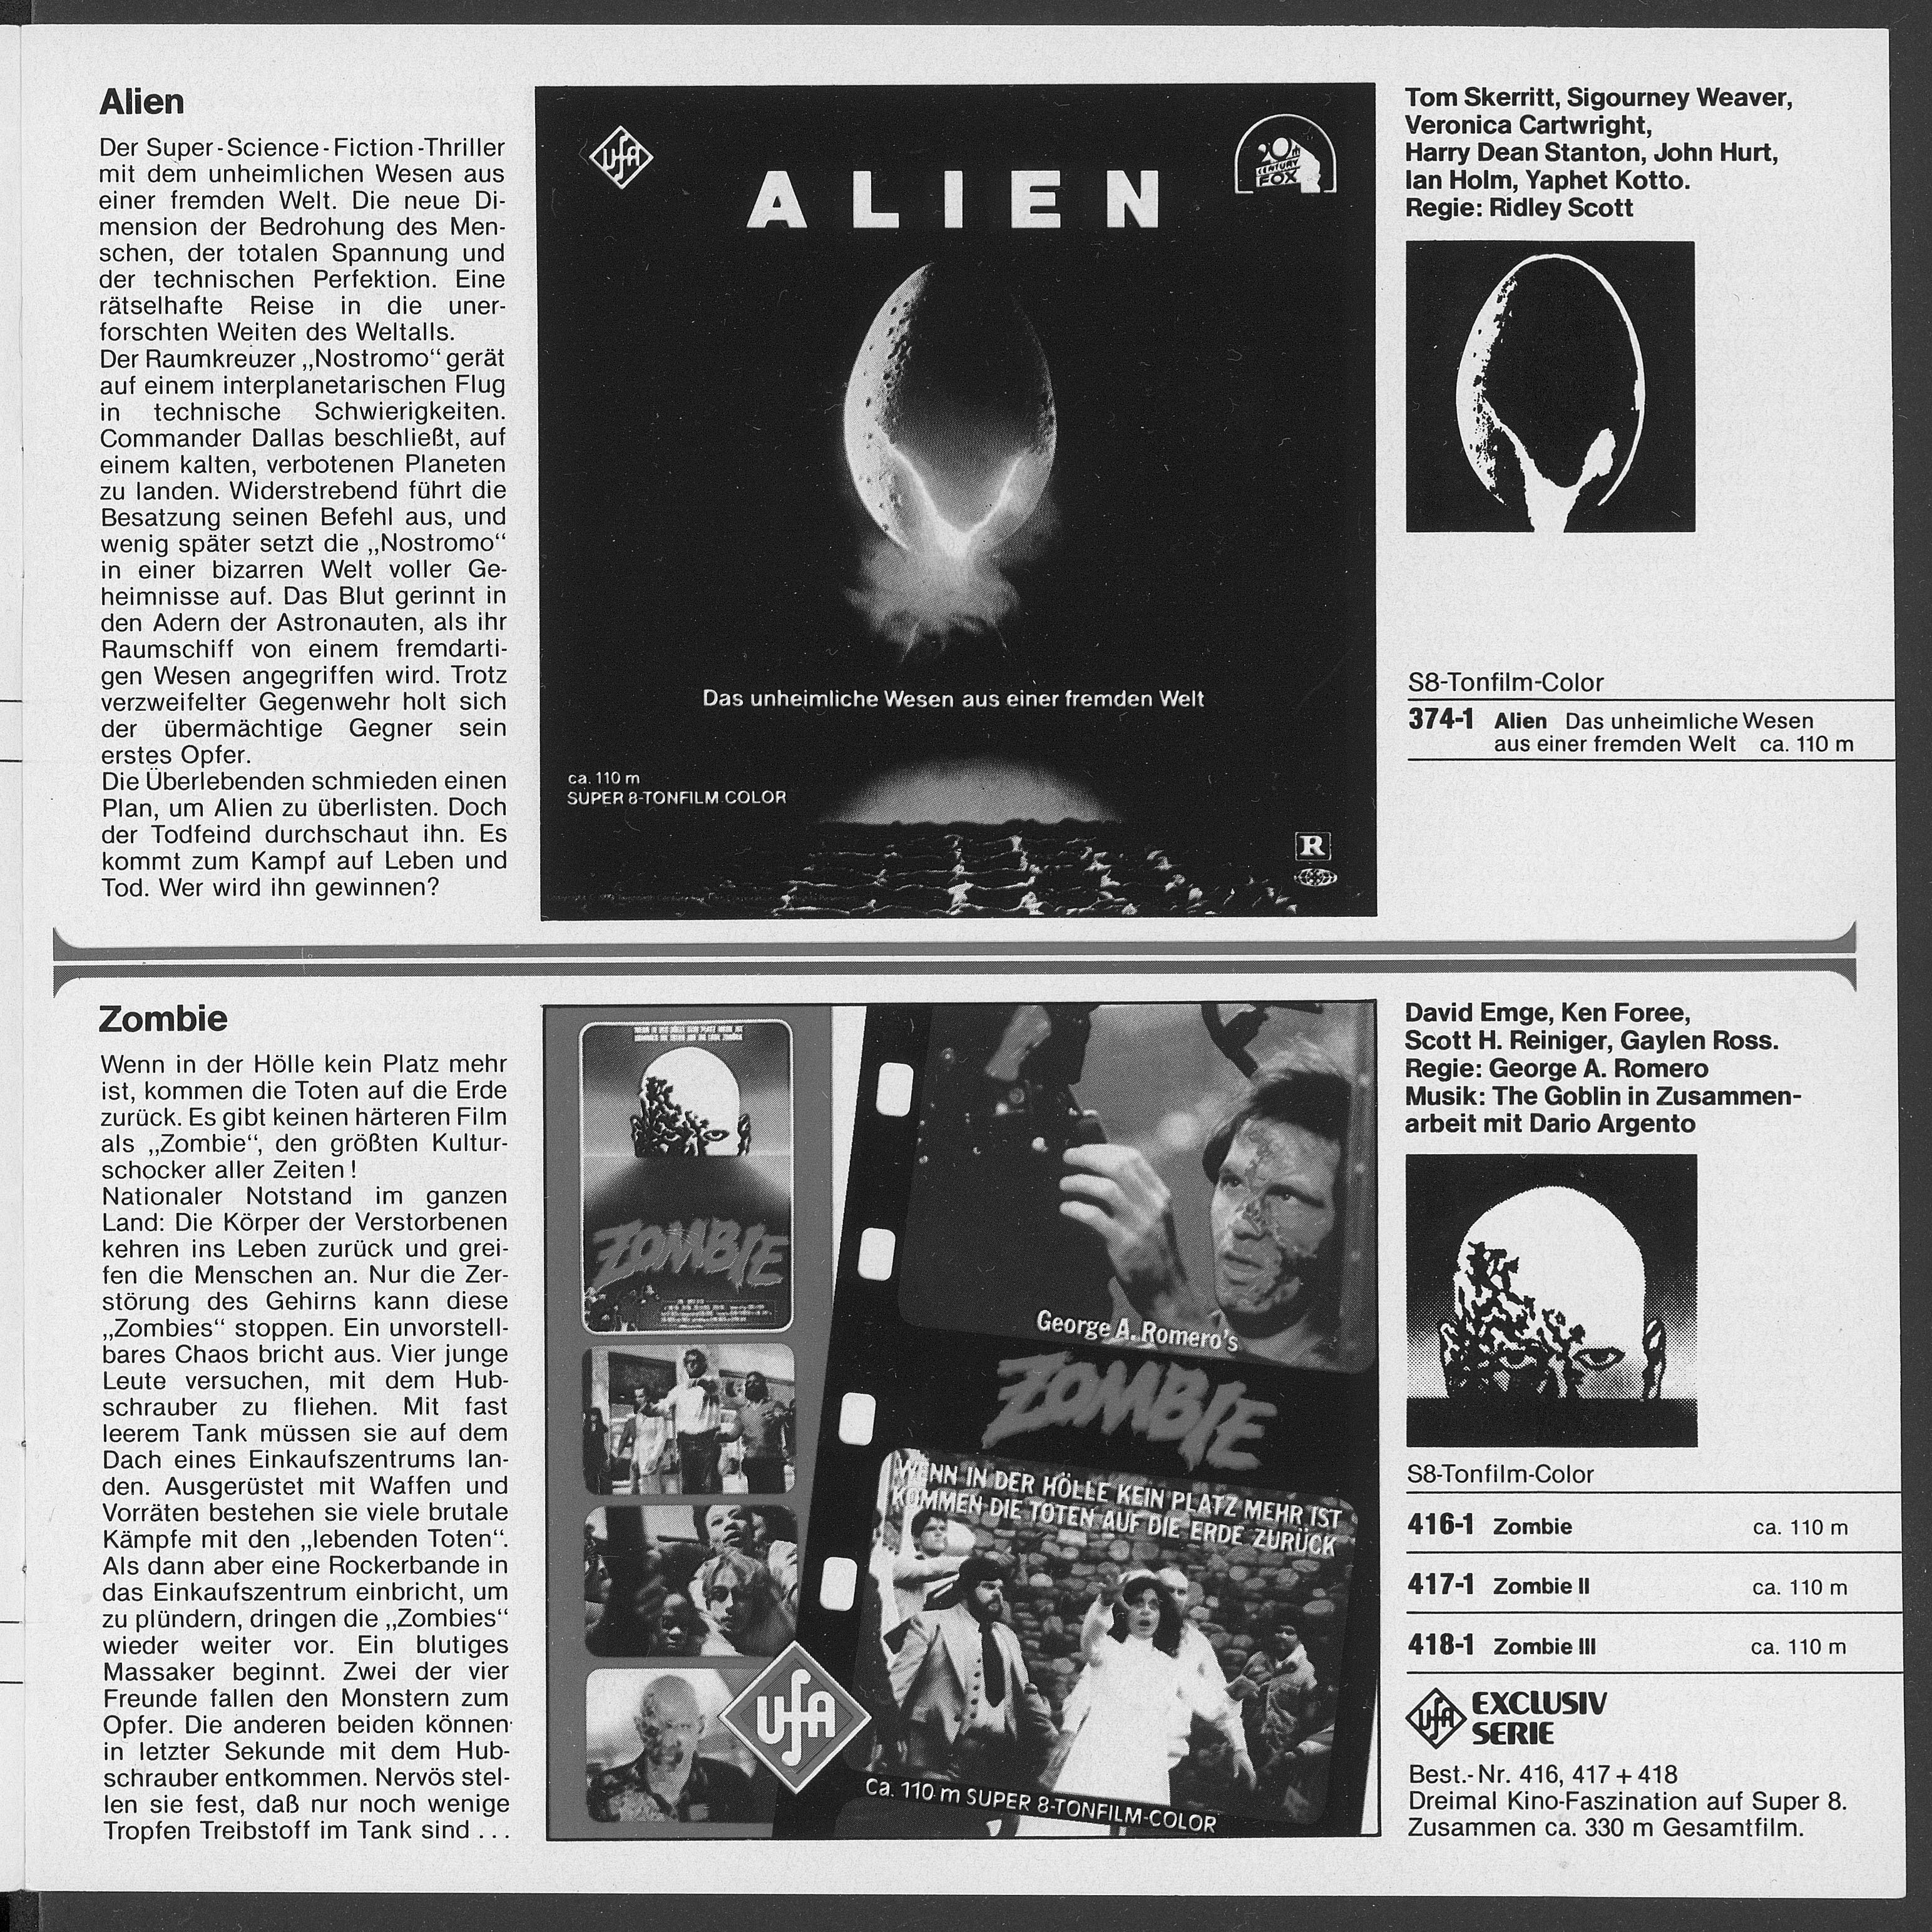 Alien
Der Super-Science-Fiction-Thriller
mit dem unheimlichen Wesen aus
einer fremden Welt. Die neue Di-
mension der Bedrohung des Men-
schen, der totalen Spannung und
der technischen Perfektion. Eine
rätselhafte Reise in die uner-
forschten Weiten des Weltalls.
Der Raumkreuzer „Nostromo“ gerät
auf einem interplanetarischen Flug
in technische Schwierigkeiten.
Commander Dallas beschließt, auf
einem kalten, verbotenen Planeten
zu landen. Widerstrebend führt die
Besatzung seinen Befehl aus, und
wenig später setzt die „Nostromo“
in einer bizarren Welt voller Ge-
heimnisse auf. Das Blut gerinnt in
den Adern der Astronauten, als ihr
Raumschiff von einem fremdarti-
gen Wesen angegriffen wird. Trotz
verzweifelter Gegenwehr holt sich
der übermächtige Gegner sein
erstes Opfer.
Die Überlebenden schmieden einen
Plan, um Alien zu überlisten. Doch
der Todfeind durchschaut ihn. Es
kommt zum Kampf auf Leben und
Tod. Wer wird ihn gewinnen?
UfA
20th
CENTURY
FOX
ALIEN
Das unheimliche Wesen aus einer fremden Welt
ca. 110 m
SUPER 8-TONFILM COLOR
R
Tom Skerritt, Sigourney Weaver,
Veronica Cartwright,
Harry Dean Stanton, John Hurt,
Ian Holm, Yaphet Kotto.
Regie: Ridley Scott
S8-Tonfilm-Color
374-1 Alien Das unheimliche Wesen
aus einer fremden Welt ca. 110 m
Zombie
Wenn in der Hölle kein Platz mehr
ist, kommen die Toten auf die Erde
zurück. Es gibt keinen härteren Film
als „Zombie“, den größten Kultur-
schocker aller Zeiten!
Nationaler Notstand im ganzen
Land: Die Körper der Verstorbenen
kehren ins Leben zurück und grei-
fen die Menschen an. Nur die Zer-
störung des Gehirns kann diese
„Zombies“ stoppen. Ein unvorstell-
bares Chaos bricht aus. Vier junge
Leute versuchen, mit dem Hub-
schrauber zu fliehen. Mit fast
leerem Tank müssen sie auf dem
Dach eines Einkaufszentrums lan-
den. Ausgerüstet mit Waffen und
Vorräten bestehen sie viele brutale
Kämpfe mit den „lebenden Toten“.
Als dann aber eine Rockerbande in
das Einkaufszentrum einbricht, um
zu plündern, dringen die „Zombies“
wieder weiter vor. Ein blutiges
Massaker beginnt. Zwei der vier
Freunde fallen den Monstern zum
Opfer. Die anderen beiden können
in letzter Sekunde mit dem Hub-
schrauber entkommen. Nervös stel-
len sie fest, daß nur noch wenige
Tropfen Treibstoff im Tank sind ...
WENN IN DER HÖLLE KEIN PLATZ MEHR IST
KOMMEN DIE TOTEN AUF DIE ERDE ZURÜCK
ZOMBIE
George A. Romero's
ZOMBIE
WENN IN DER HÖLLE KEIN PLATZ MEHR IST
KOMMEN DIE TOTEN AUF DIE ERDE ZURÜCK
UfA
Ca. 110 m SUPER 8-TONFILM-COLOR
David Emge, Ken Foree,
Scott H. Reiniger, Gaylen Ross.
Regie: George A. Romero
Musik: The Goblin in Zusammen-
arbeit mit Dario Argento
S8-Tonfilm-Color
416-1 Zombie ca. 110 m
417-1 Zombie II ca. 110 m
418-1 Zombie III ca. 110 m
UfA EXCLUSIV
SERIE
Best.-Nr. 416, 417 + 418
Dreimal Kino-Faszination auf Super 8.
Zusammen ca. 330 m Gesamtfilm.